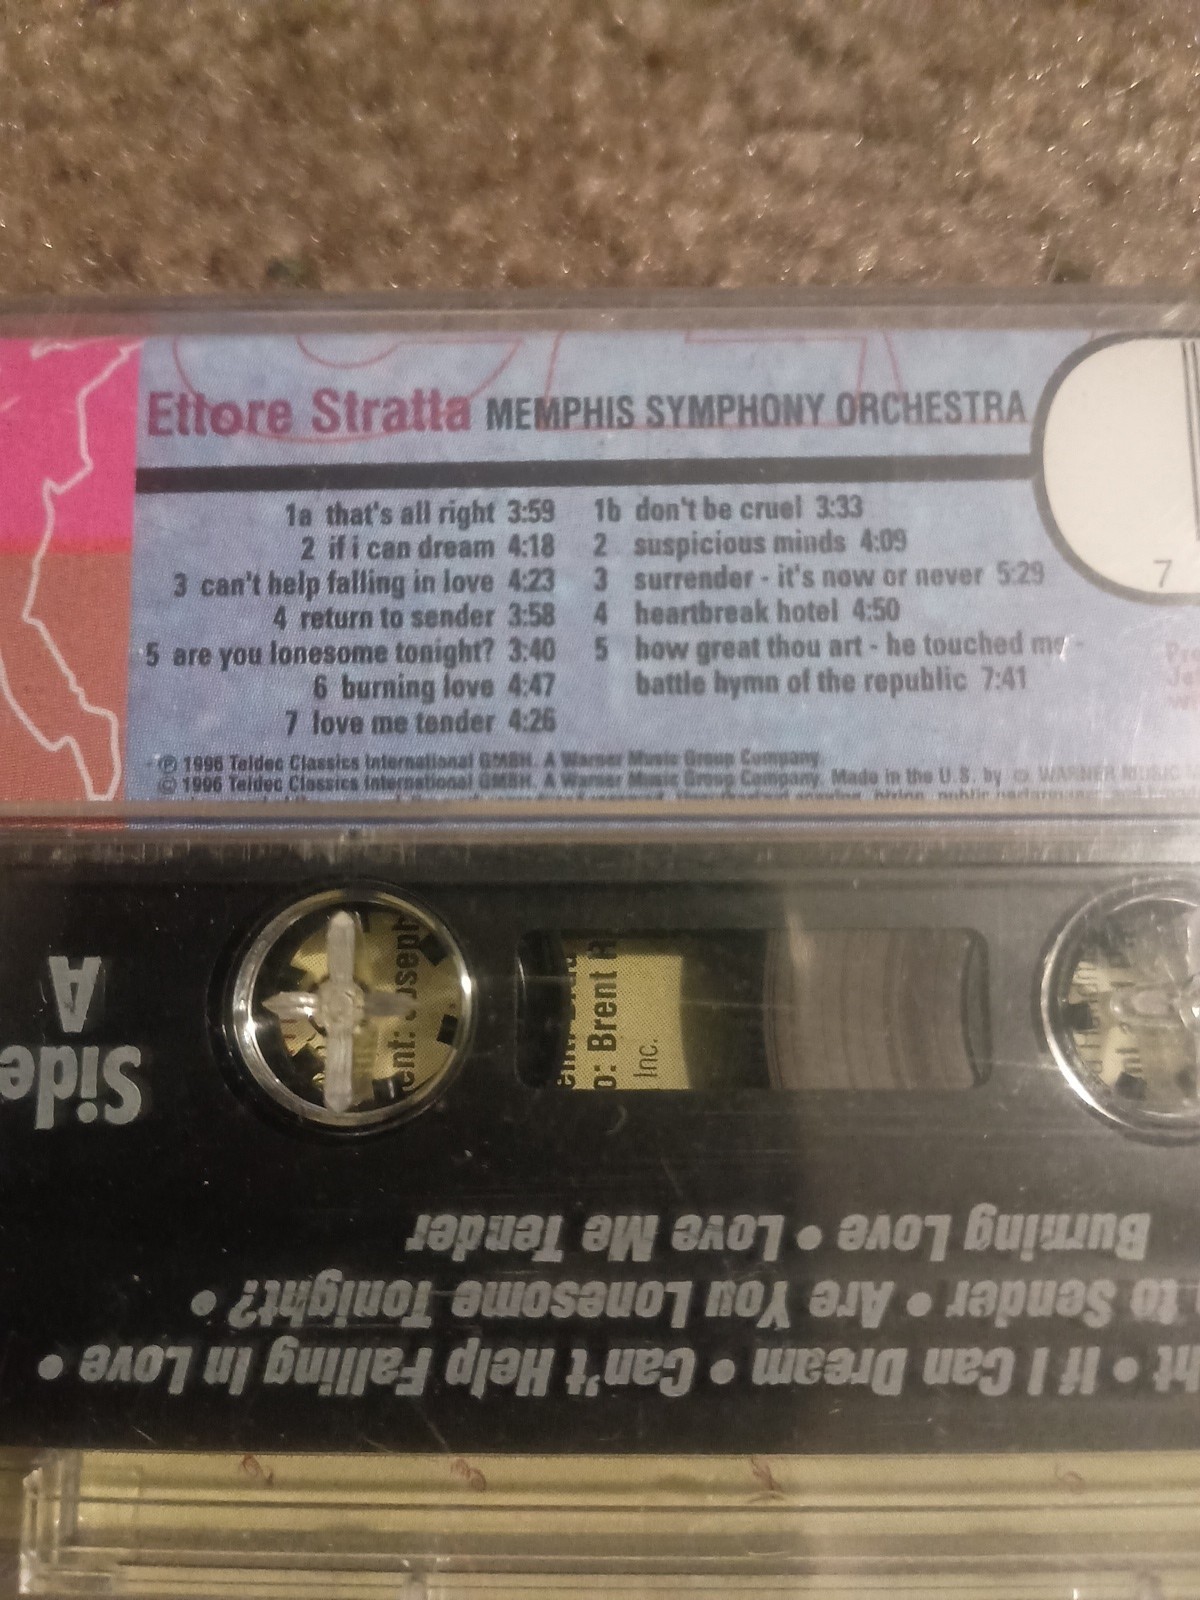 Ettore Stratta MEMPHIS SYMPHONY ORCHESTRA
1a that's all right 3:59
2 if i can dream 4:18
3 can't help falling in love 4:23
4 return to sender 3:58
5 are you lonesome tonight? 3:40
6 burning love 4:47
7 love me tender 4:26
1b don't be cruel 3:33
2 suspicious minds 4:09
3 surrender - it's now or never 5:29
4 heartbreak hotel 4:50
5 how great thou art - he touched me -
battle hymn of the republic 7:41
7
℗ 1996 Teldec Classics International GMBH. A Warner Music Group Company.
© 1996 Teldec Classics International GMBH. A Warner Music Group Company. Made in the U.S. by WARNER MUSIC
Side
A
ent: Joseph
o: Brent
Inc.
ht • If I Can Dream • Can't Help Falling In Love •
to Sender • Are You Lonesome Tonight? •
Burning Love • Love Me Tender